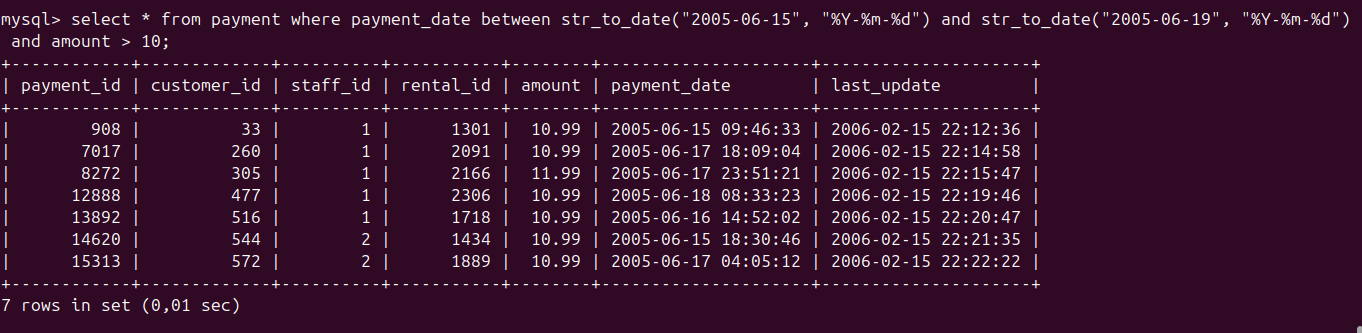 mysql> select * from payment where payment_date between str_to_date("2005-06-15", "%Y-%m-%d") and str_to_date("2005-06-19", "%Y-%m-%d")
 and amount > 10;
+------------+-------------+----------+-----------+--------+---------------------+---------------------+
| payment_id | customer_id | staff_id | rental_id | amount | payment_date        | last_update         |
+------------+-------------+----------+-----------+--------+---------------------+---------------------+
|        908 |          33 |        1 |      1301 |  10.99 | 2005-06-15 09:46:33 | 2006-02-15 22:12:36 |
|       7017 |         260 |        1 |      2091 |  10.99 | 2005-06-17 18:09:04 | 2006-02-15 22:14:58 |
|       8272 |         305 |        1 |      2166 |  11.99 | 2005-06-17 23:51:21 | 2006-02-15 22:15:47 |
|      12888 |         477 |        1 |      2306 |  10.99 | 2005-06-18 08:33:23 | 2006-02-15 22:19:46 |
|      13892 |         516 |        1 |      1718 |  10.99 | 2005-06-16 14:52:02 | 2006-02-15 22:20:47 |
|      14620 |         544 |        2 |      1434 |  10.99 | 2005-06-15 18:30:46 | 2006-02-15 22:21:35 |
|      15313 |         572 |        2 |      1889 |  10.99 | 2005-06-17 04:05:12 | 2006-02-15 22:22:22 |
+------------+-------------+----------+-----------+--------+---------------------+---------------------+
7 rows in set (0,01 sec)